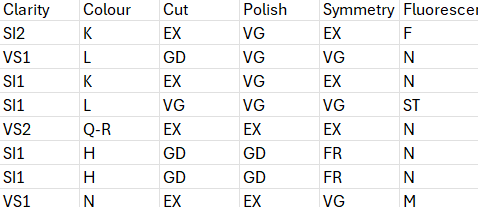 Clarity Colour Cut Polish Symmetry Fluorescer
SI2 K EX VG EX F
VS1 L GD VG VG N
SI1 K EX VG EX N
SI1 L VG VG VG ST
VS2 Q-R EX EX EX N
SI1 H GD GD FR N
SI1 H GD GD FR N
VS1 N EX EX VG M